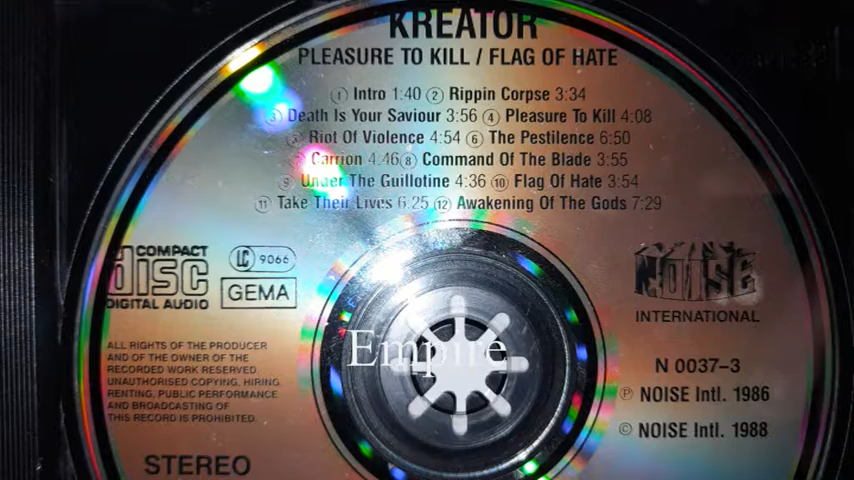 KREATOR
PLEASURE TO KILL / FLAG OF HATE
1 Intro 1:40 2 Rippin Corpse 3:34
3 Death Is Your Saviour 3:56 4 Pleasure To Kill 4:08
5 Riot Of Violence 4:54 6 The Pestilence 6:50
7 Carrion 4.46 8 Command Of The Blade 3:55
9 Under The Guillotine 4:36 10 Flag Of Hate 3:54
11 Take Their Lives 6:25 12 Awakening Of The Gods 7:29
COMPACT
disc
DIGITAL AUDIO
LC 9066
GEMA
NOISE
INTERNATIONAL
ALL RIGHTS OF THE PRODUCER
AND OF THE OWNER OF THE
RECORDED WORK RESERVED.
UNAUTHORISED COPYING, HIRING,
RENTING, PUBLIC PERFORMANCE
AND BROADCASTING OF
THIS RECORD IS PROHIBITED.
Empire
N 0037-3
Ⓟ NOISE Intl. 1986
© NOISE Intl. 1988
STEREO